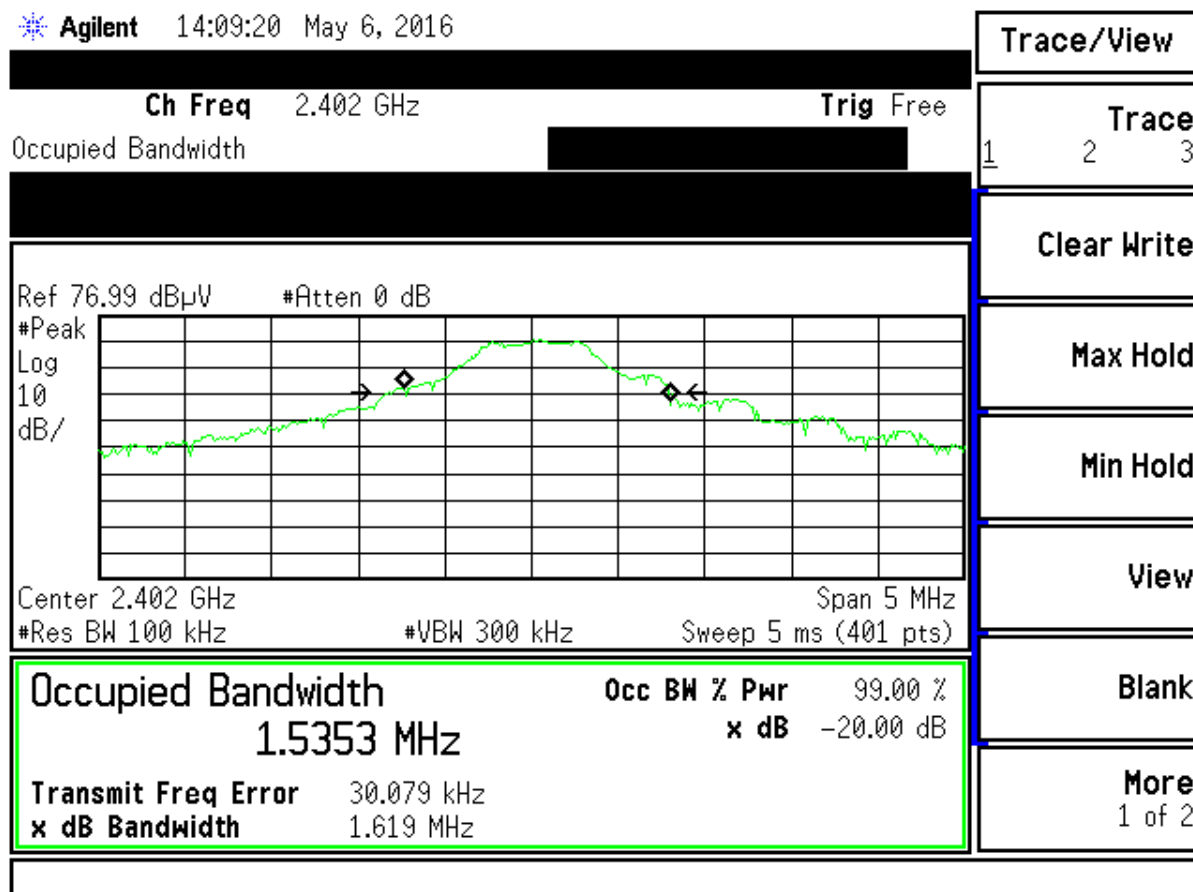 Agilent 14:09:20 May 6, 2016
Trace/View
Ch Freq 2.402 GHz Trig Free
Occupied Bandwidth
Trace
1 2 3
Clear Write
Max Hold
Min Hold
View
Blank
More
1 of 2
Ref 76.99 dBµV #Atten 0 dB
#Peak
Log
10
dB/
Center 2.402 GHz Span 5 MHz
#Res BW 100 kHz #VBW 300 kHz Sweep 5 ms (401 pts)
Occupied Bandwidth Occ BW % Pwr 99.00 %
1.5353 MHz x dB -20.00 dB
Transmit Freq Error 30.079 kHz
x dB Bandwidth 1.619 MHz